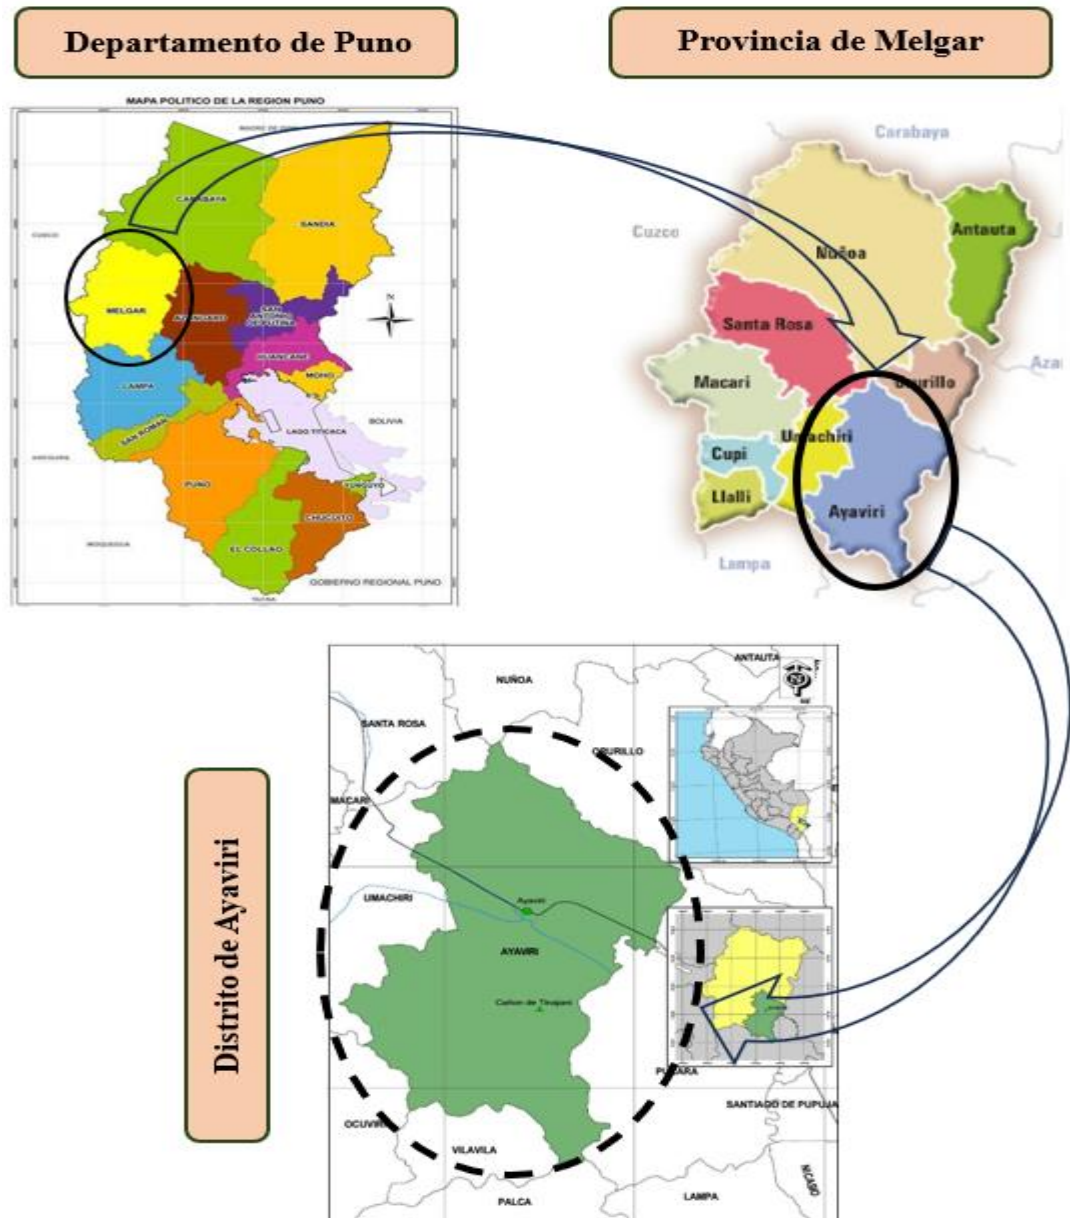 Departamento de Puno
Provincia de Melgar
MAPA POLITICO DE LA REGION PUNO
CARABAYA
SANDIA
CUSCO
MELGAR
AZANGARO
SAN
ANTONIO
DE PUTINA
N
HUANCANE
LAMPA
MOHO
SAN ROMAN
LAGO TITICACA
BOLIVIA
AREQUIPA
PUNO
YUNGUYO
CHUCUITO
MOQUEGUA
EL COLLAO
GOBIERNO REGIONAL PUNO
TACNA
Carabaya
Cuzco
Antauta
Nuñoa
Santa Rosa
Macari
Umachiri
Cupi
Llalli
Ayaviri
Lampa
Distrito de Ayaviri
ANTAUTA
NUÑOA
SANTA ROSA
ORURILLO
MACARI
UMACHIRI
Ayaviri
AYAVIRI
Cañon de Tinajani
PUCARA
SANTIAGO DE PUPUJA
VILAVILA
PALCA
LAMPA
NICASIO